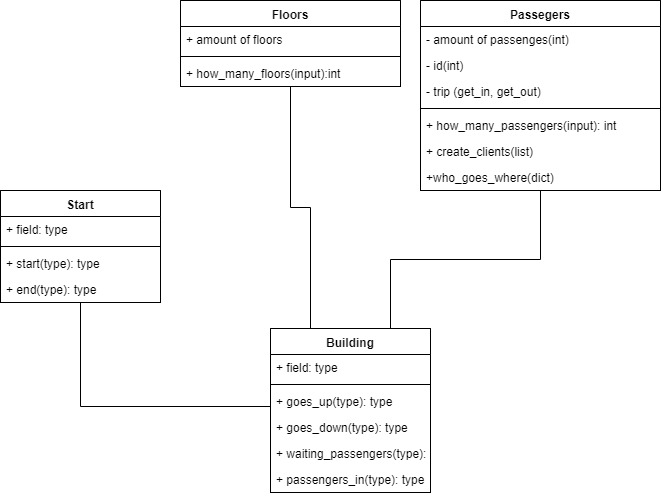 Floors
+ amount of floors
+ how_many_floors(input):int
Passegers
- amount of passenges(int)
- id(int)
- trip (get_in, get_out)
+ how_many_passengers(input): int
+ create_clients(list)
+who_goes_where(dict)
Start
+ field: type
+ start(type): type
+ end(type): type
Building
+ field: type
+ goes_up(type): type
+ goes_down(type): type
+ waiting_passengers(type):
+ passengers_in(type): type